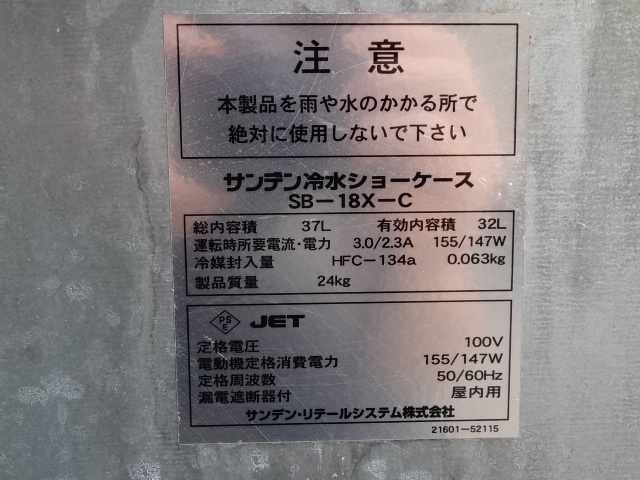 注意
本製品を雨や水のかかる所で
絶対に使用しないで下さい
サンデン冷水ショーケース
SB-18X-C
総内容積 37L 有効内容積 32L
運転時所要電流・電力 3.0/2.3A 155/147W
冷媒封入量 HFC-134a 0.063kg
製品質量 24kg
PSE JET
定格電圧 100V
電動機定格消費電力 155/147W
定格周波数 50/60Hz
漏電遮断器付 屋内用
サンデン・リテールシステム株式会社
21601-52115